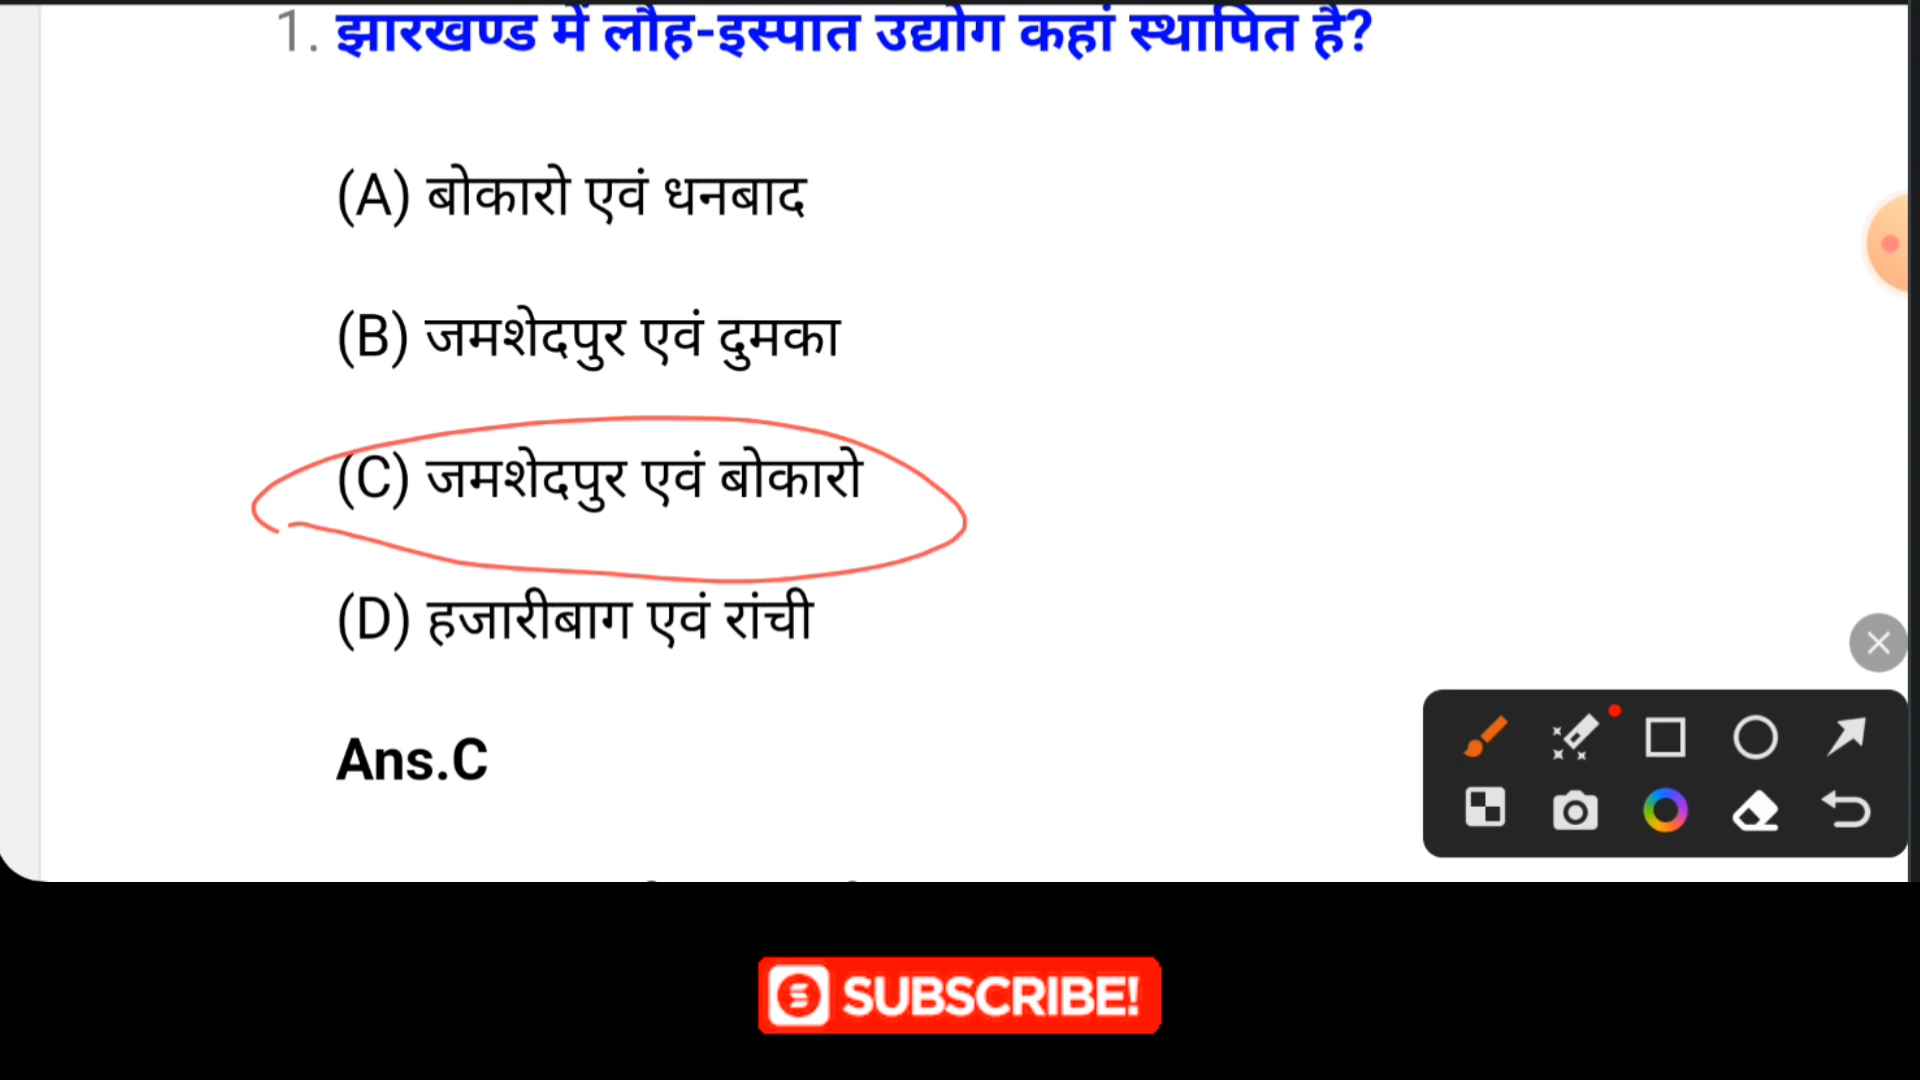 1. झारखण्ड में लौह-इस्पात उद्योग कहां स्थापित है?
(A) बोकारो एवं धनबाद
(B) जमशेदपुर एवं दुमका
(C) जमशेदपुर एवं बोकारो
(D) हजारीबाग एवं रांची
Ans.C
SUBSCRIBE!